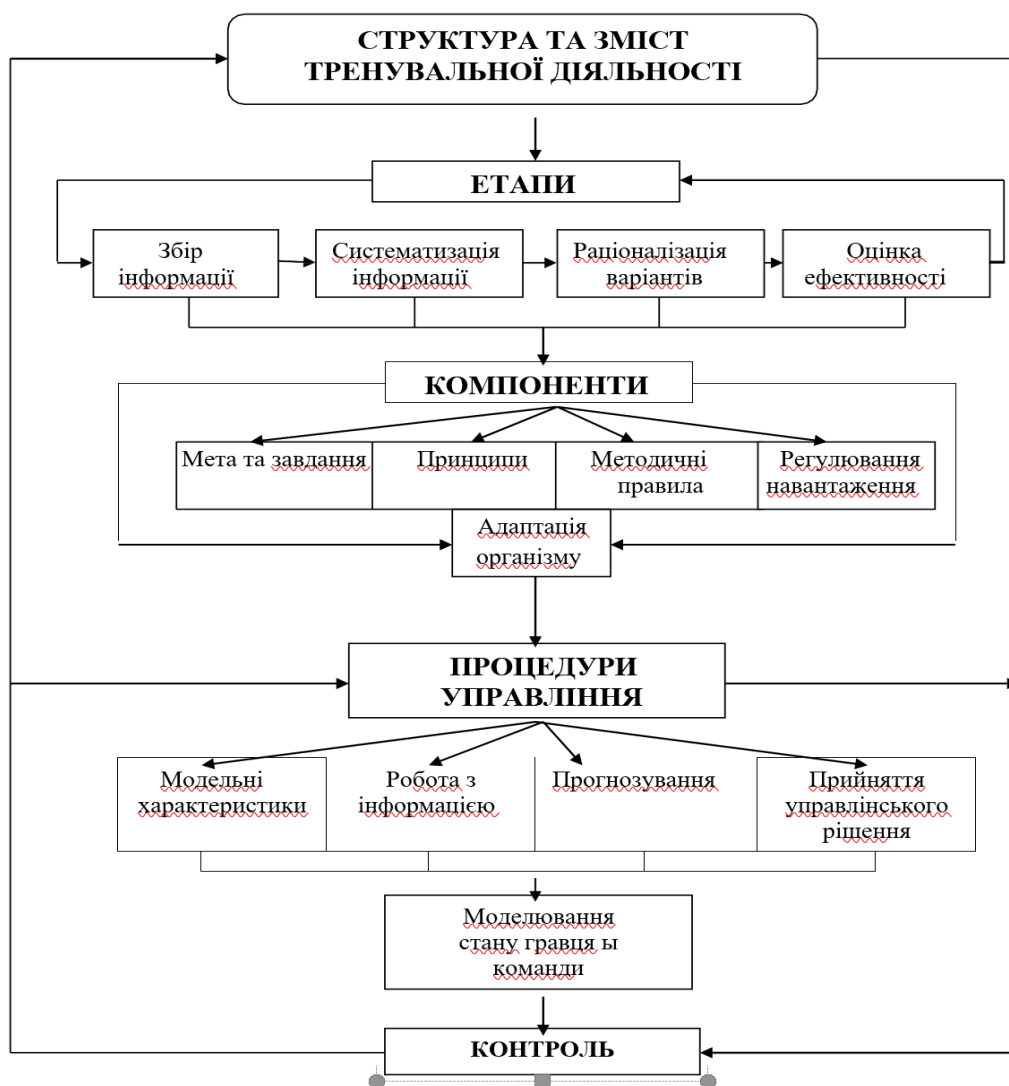 СТРУКТУРА ТА ЗМІСТ
ТРЕНУВАЛЬНОЇ ДІЯЛЬНОСТІ
ЕТАПИ
Збір
інформації
Систематизація
інформації
Раціоналізація
варіантів
Оцінка
ефективності
КОМПОНЕНТИ
Мета та завдання
Принципи
Методичні
правила
Регулювання
навантаження
Адаптація
організму
ПРОЦЕДУРИ
УПРАВЛІННЯ
Модельні
характеристики
Робота з
інформацією
Прогнозування
Прийняття
управлінського
рішення
Моделювання
стану гравця ы
команди
КОНТРОЛЬ